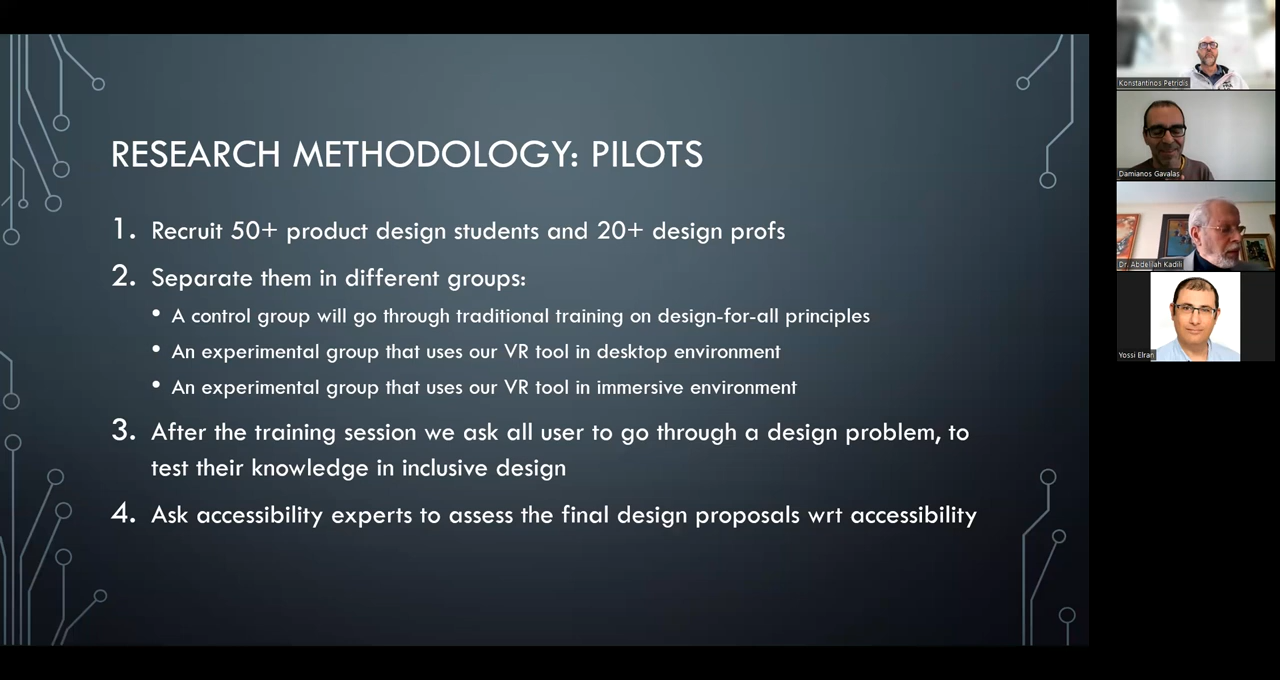 RESEARCH METHODOLOGY: PILOTS
1. Recruit 50+ product design students and 20+ design profs
2. Separate them in different groups:
• A control group will go through traditional training on design-for-all principles
• An experimental group that uses our VR tool in desktop environment
• An experimental group that uses our VR tool in immersive environment
3. After the training session we ask all user to go through a design problem, to
test their knowledge in inclusive design
4. Ask accessibility experts to assess the final design proposals wrt accessibility
Konstantinos Petridis
Damianos Gavalas
Dr. Abdelilah Kadili
Yossi Elran